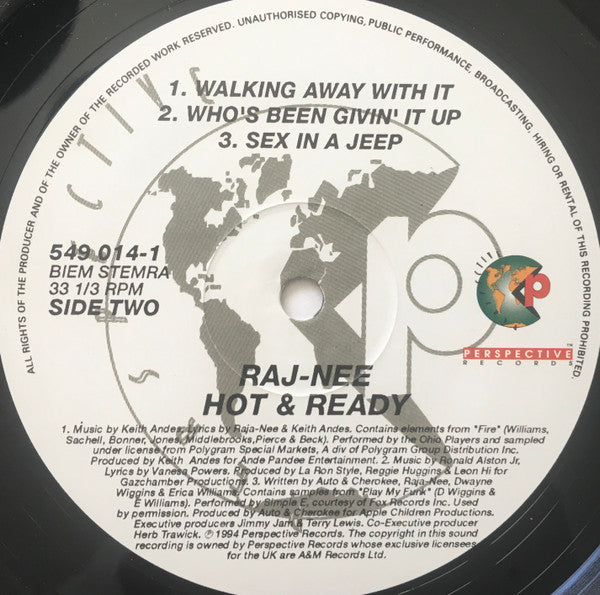 ALL RIGHTS OF THE PRODUCER AND OF THE OWNER OF THE RECORDED WORK RESERVED. UNAUTHORISED COPYING, PUBLIC PERFORMANCE, BROADCASTING, HIRING OR RENTAL OF THIS RECORDING PROHIBITED.
PERSPECTIVE
1. WALKING AWAY WITH IT
2. WHO'S BEEN GIVIN' IT UP
3. SEX IN A JEEP
549 014-1
BIEM STEMRA
33 1/3 RPM
SIDE TWO
p
p
PERSPECTIVE™
RECORDS
RAJ-NEE
HOT & READY
1. Music by Keith Andes, Lyrics by Raja-Nee & Keith Andes. Contains elements from "Fire" (Williams,
Sachell, Bonner, Jones, Middlebrooks,Pierce & Beck). Performed by the Ohio Players and sampled
under license from Polygram Special Markets, A div of Polygram Group Distribution Inc.
Produced by Keith Andes for Ande Pandee Entertainment. 2. Music by Ronald Alston Jr,
Lyrics by Vanesa Powers. Produced by La Ron Style, Reggie Huggins & Leon Hi for
Gazchamber Productions. 3. Written by Auto & Cherokee, Raja-Nee, Dwayne
Wiggins & Erica Williams. Contains samples from "Play My Funk" (D Wiggins &
E Williams). Performed by Simple E, courtesy of Fox Records Inc. Used
by permission. Produced by Auto & Cherokee for Apple Children Productions.
Executive producers Jimmy Jam & Terry Lewis. Co-Executive producer
Herb Trawick. ℗ 1994 Perspective Records. The copyright in this sound
recording is owned by Perspective Records whose exclusive licensees
for the UK are A&M Records Ltd.